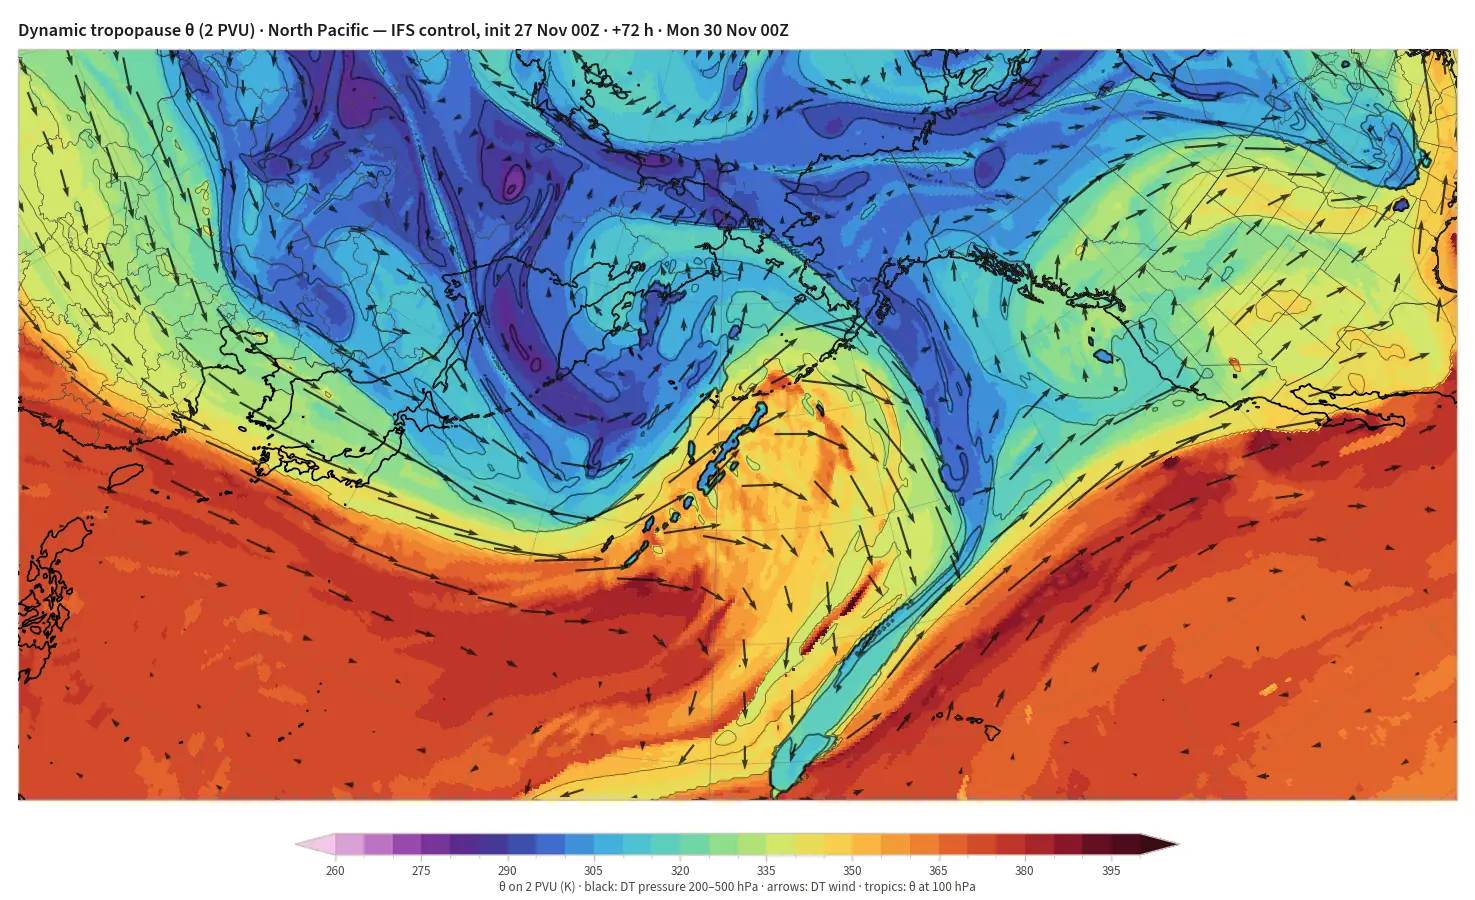 Dynamic tropopause θ (2 PVU) · North Pacific — IFS control, init 27 Nov 00Z · +72 h · Mon 30 Nov 00Z
260 275 290 305 320 335 350 365 380 395
θ on 2 PVU (K) · black: DT pressure 200–500 hPa · arrows: DT wind · tropics: θ at 100 hPa